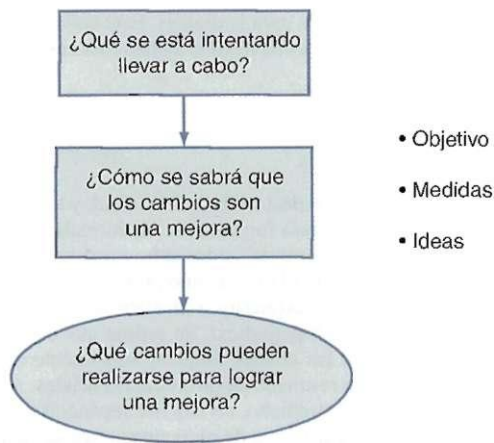 ¿Qué se está intentando
llevar a cabo?
¿Cómo se sabrá que
los cambios son
una mejora?
• Objetivo
• Medidas
• Ideas
¿Qué cambios pueden
realizarse para lograr
una mejora?